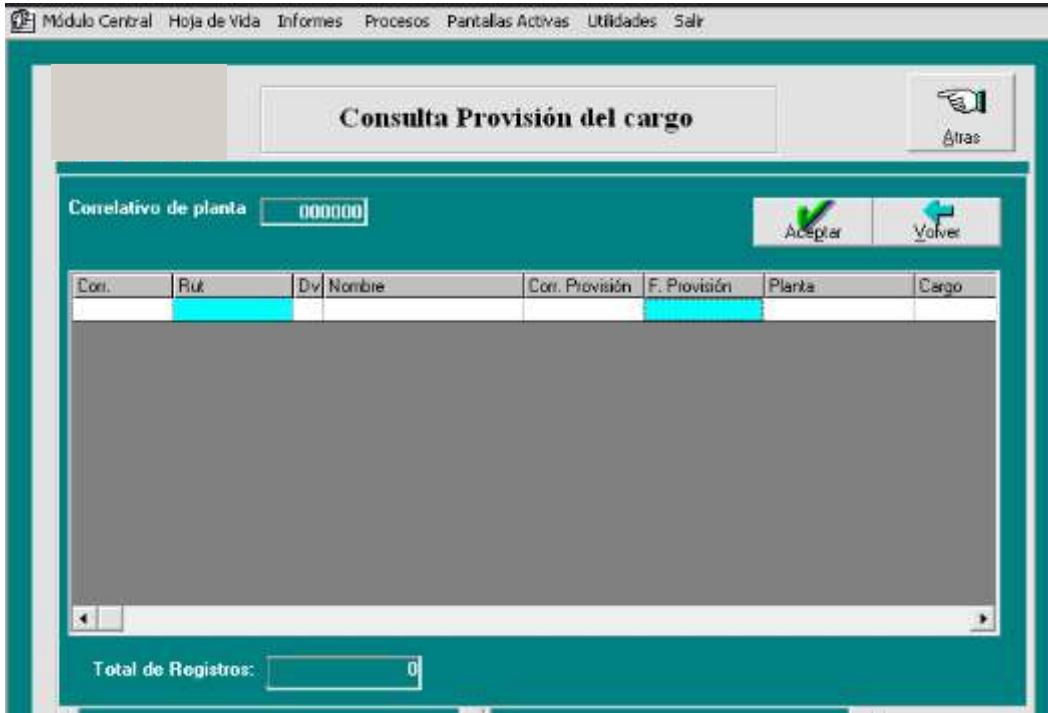 Módulo Central Hoja de Vida Informes Procesos Pantallas Activas Utilidades Salir
Consulta Provisión del cargo
Atras
Correlativo de planta 000000
Aceptar Volver
Corr. Rut Dv Nombre Corr. Provisión F. Provisión Planta Cargo
Total de Registros: 0